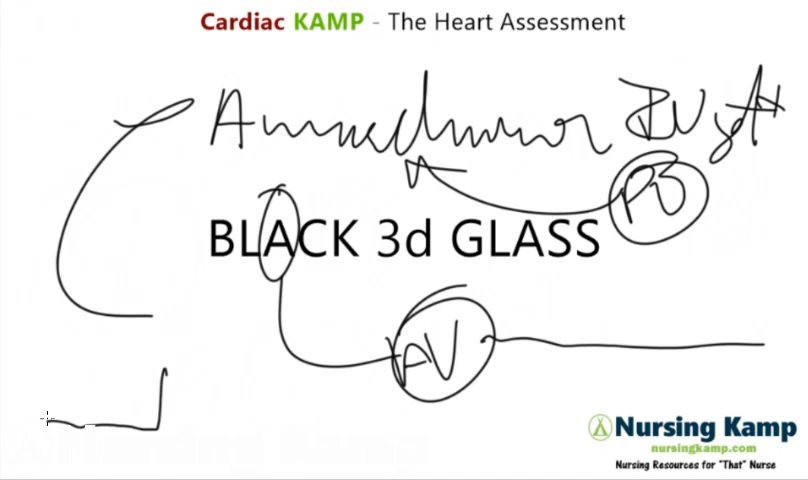 Cardiac KAMP - The Heart Assessment
PB
BLACK 3d GLASS
AV
Nursing Kamp
nursingkamp.com
Nursing Resources for "That" Nurse